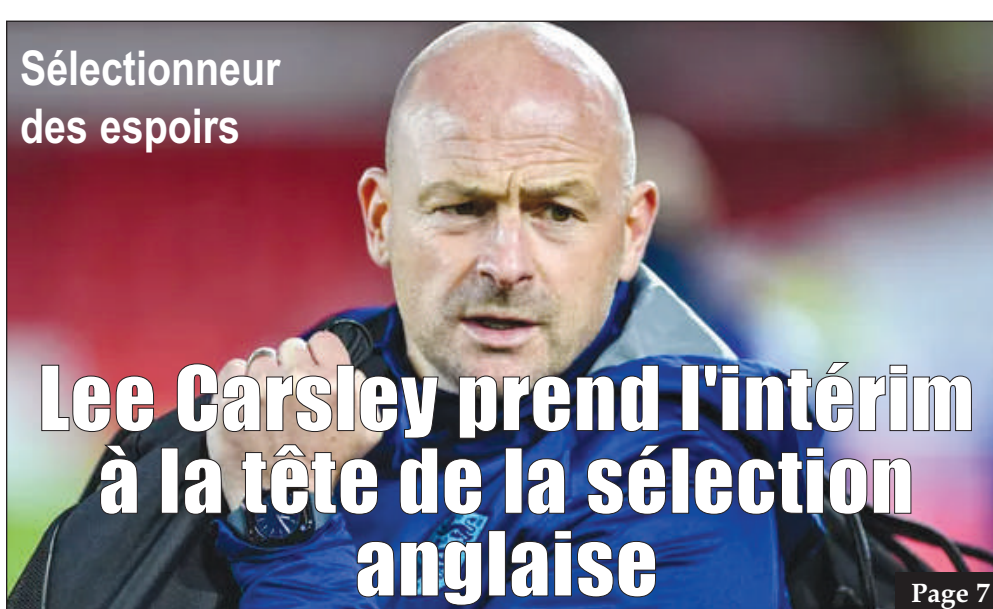 Sélectionneur
des espoirs
Lee Carsley prend l'intérim
à la tête de la sélection
anglaise
Page 7